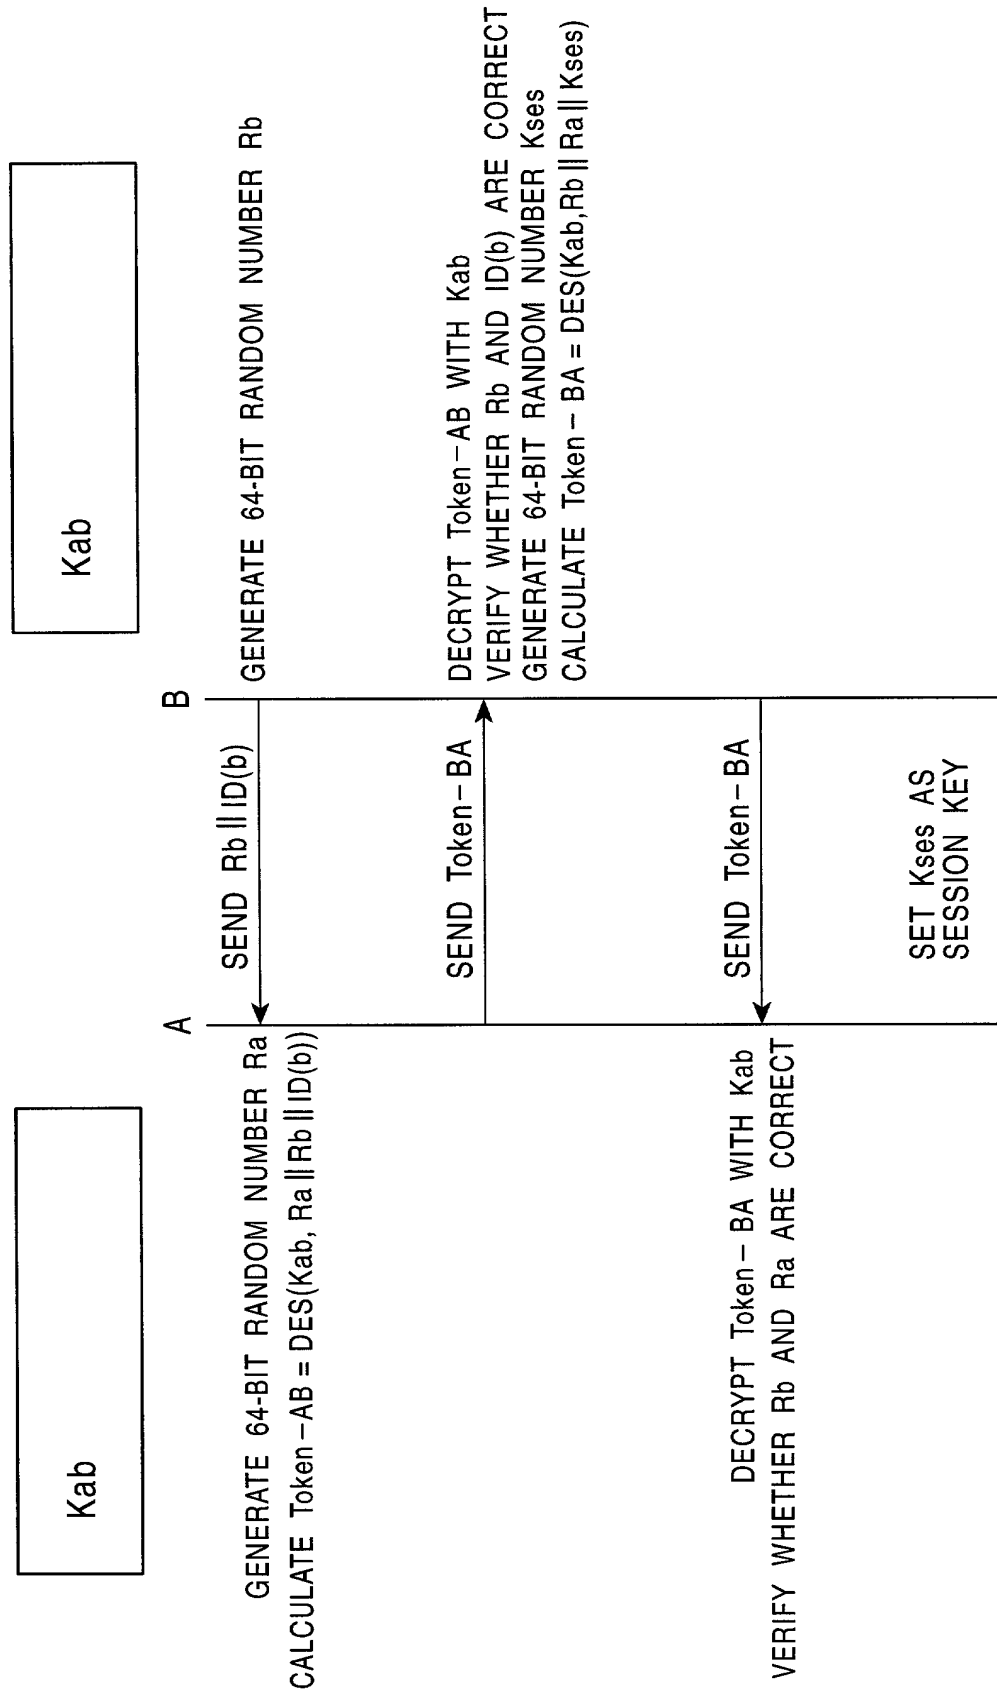 Kab
Kab
A
B
SEND Rb || ID(b)
GENERATE 64-BIT RANDOM NUMBER Rb
GENERATE 64-BIT RANDOM NUMBER Ra
CALCULATE Token-AB = DES(Kab, Ra || Rb || ID(b))
SEND Token-BA
DECRYPT Token-AB WITH Kab
VERIFY WHETHER Rb AND ID(b) ARE CORRECT
GENERATE 64-BIT RANDOM NUMBER Kses
CALCULATE Token-BA = DES(Kab,Rb || Ra || Kses)
SEND Token-BA
DECRYPT Token-BA WITH Kab
VERIFY WHETHER Rb AND Ra ARE CORRECT
SET Kses AS
SESSION KEY